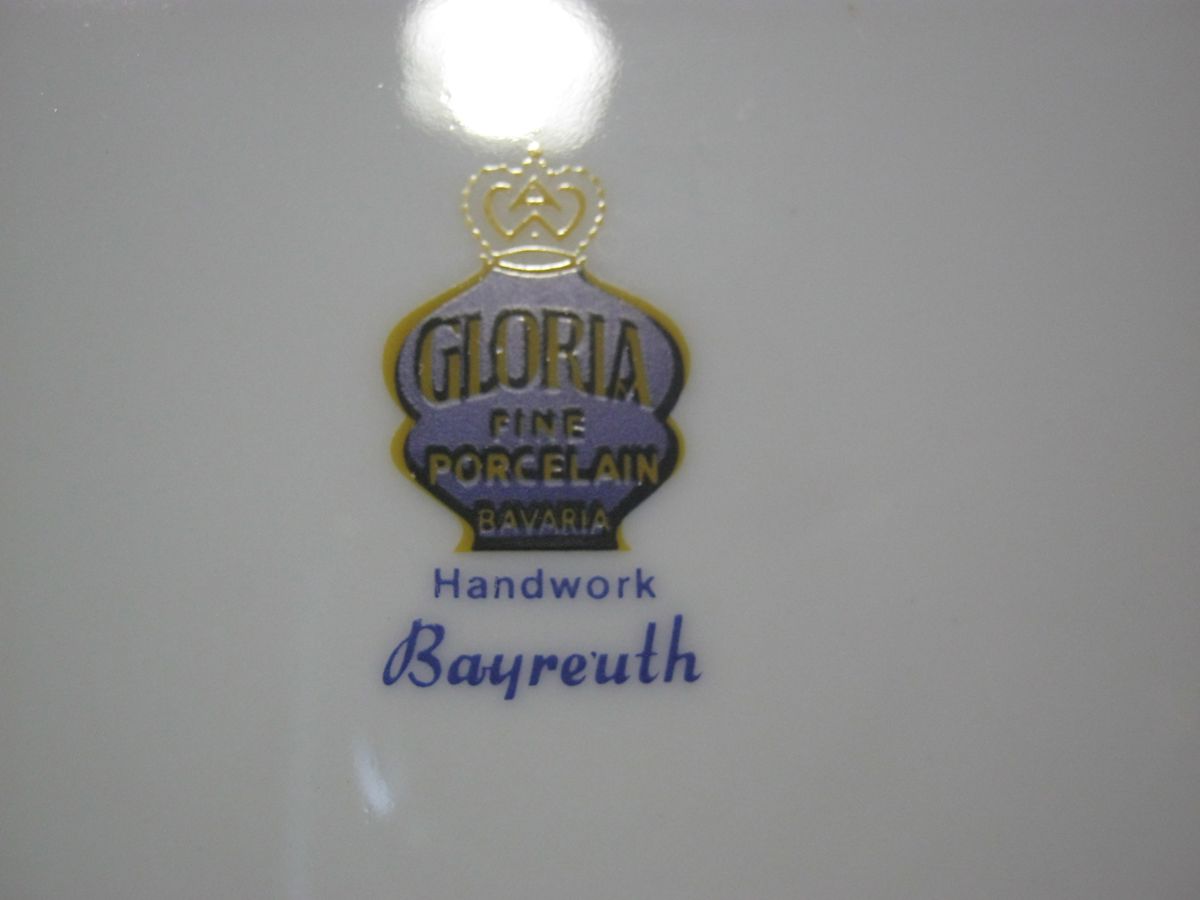 GLORIA
FINE
PORCELAIN
BAVARIA
Handwork
Bayreuth